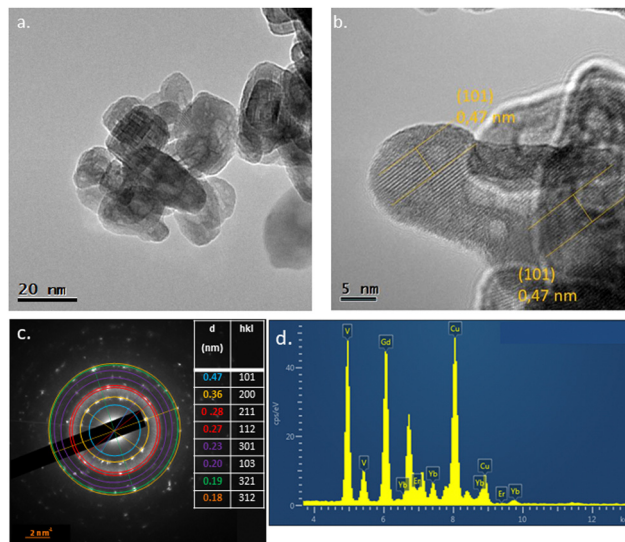 a.
20 nm
b.
(101)
0,47 nm
(101)
0,47 nm
5 nm
c.
2 nm⁻¹
d
(nm)
hkl
0.47 101
0.36 200
0.28 211
0.27 112
0.23 301
0.20 103
0.19 321
0.18 312
d.
cps/eV
40
20
0
V
V
Gd
Yb
Er
Yb
Cu
Yb
Cu
Er
Yb
4
6
8
10
12